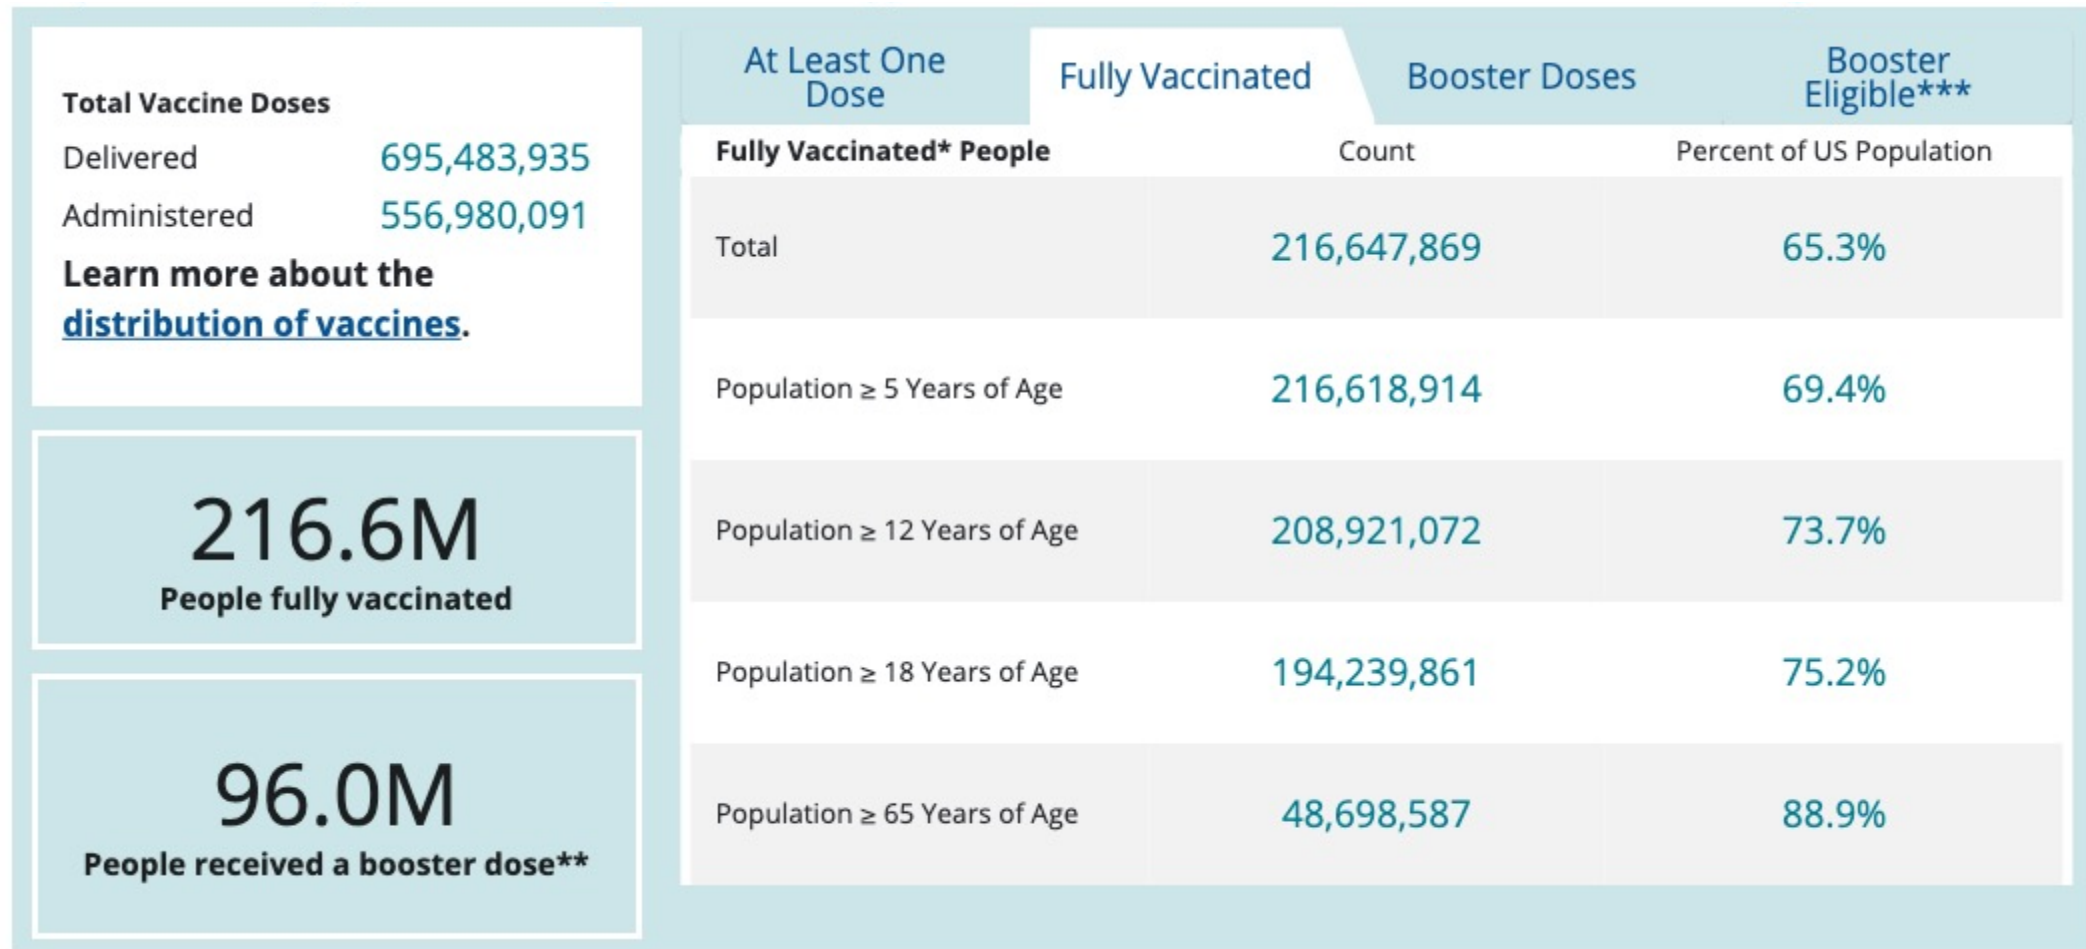 Total Vaccine Doses
Delivered 695,483,935
Administered 556,980,091
Learn more about the
distribution of vaccines.
216.6M
People fully vaccinated
96.0M
People received a booster dose**
At Least One
Dose
Fully Vaccinated
Booster Doses
Booster
Eligible***
Fully Vaccinated* People Count Percent of US Population
Total 216,647,869 65.3%
Population ≥ 5 Years of Age 216,618,914 69.4%
Population ≥ 12 Years of Age 208,921,072 73.7%
Population ≥ 18 Years of Age 194,239,861 75.2%
Population ≥ 65 Years of Age 48,698,587 88.9%